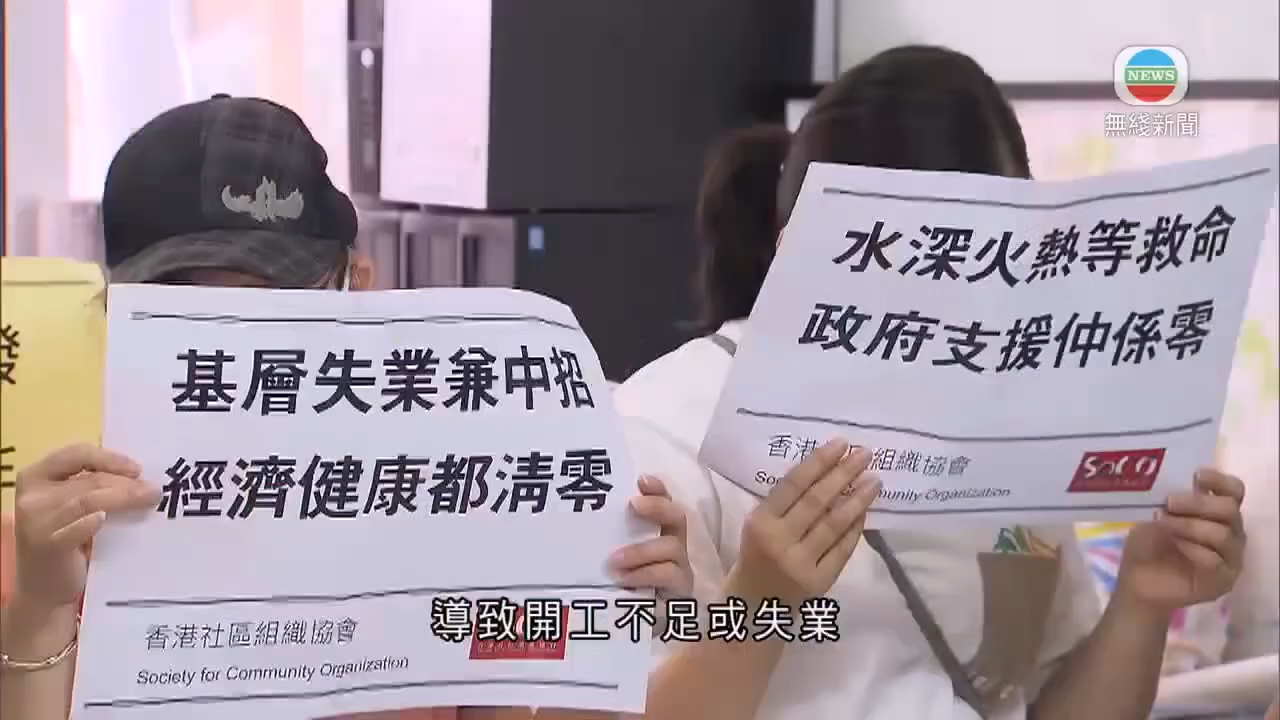 NEWS
無綫新聞
水深火熱等救命
政府支援仲係零
基層失業兼中招
經濟健康都淸零
香港社區組織協會
Society for Community Organization
SoCO
香港 區組織協會
Community Organization
導致開工不足或失業